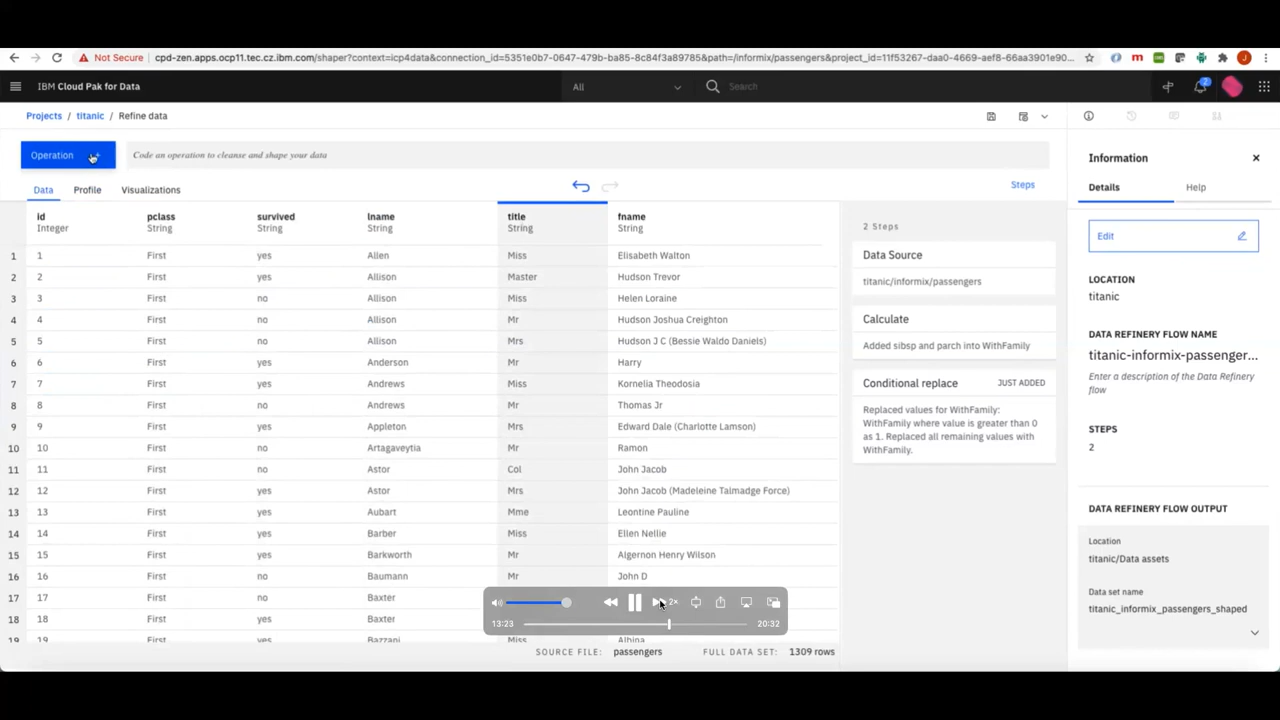 Not Secure
cpd-zen.apps.ocp11.tec.cz.ibm.com/shaper?context=icp4data&connection_id=5351e0b7-0647-479b-ba85-8c84f3a89785&path=/informix/passengers&project_id=11f53267-daa0-4669-aef8-66aa3901e90...
IBM Cloud Pak for Data
All
Search
2
J
Projects / titanic / Refine data
Operation +
Code an operation to cleanse and shape your data
Data Profile Visualizations
Steps
id pclass survived lname title fname
Integer String String String String String
1 1 First yes Allen Miss Elisabeth Walton
2 2 First yes Allison Master Hudson Trevor
3 3 First no Allison Miss Helen Loraine
4 4 First no Allison Mr Hudson Joshua Creighton
5 5 First no Allison Mrs Hudson J C (Bessie Waldo Daniels)
6 6 First yes Anderson Mr Harry
7 7 First yes Andrews Miss Kornelia Theodosia
8 8 First no Andrews Mr Thomas Jr
9 9 First yes Appleton Mrs Edward Dale (Charlotte Lamson)
10 10 First no Artagaveytia Mr Ramon
11 11 First no Astor Col John Jacob
12 12 First yes Astor Mrs John Jacob (Madeleine Talmadge Force)
13 13 First yes Aubart Mme Leontine Pauline
14 14 First yes Barber Miss Ellen Nellie
15 15 First yes Barkworth Mr Algernon Henry Wilson
16 16 First no Baumann Mr John D
17 17 First no Baxter
18 18 First yes Baxter
19 19 First yes Bazzani Miss Albina
2×
13:23 20:32
SOURCE FILE: passengers FULL DATA SET: 1309 rows
2 Steps
Data Source
titanic/informix/passengers
Calculate
Added sibsp and parch into WithFamily
Conditional replace JUST ADDED
Replaced values for WithFamily:
WithFamily where value is greater than 0
as 1. Replaced all remaining values with
WithFamily.
Information
Details Help
Edit
LOCATION
titanic
DATA REFINERY FLOW NAME
titanic-informix-passenger...
Enter a description of the Data Refinery
flow
STEPS
2
DATA REFINERY FLOW OUTPUT
Location
titanic/Data assets
Data set name
titanic_informix_passengers_shaped